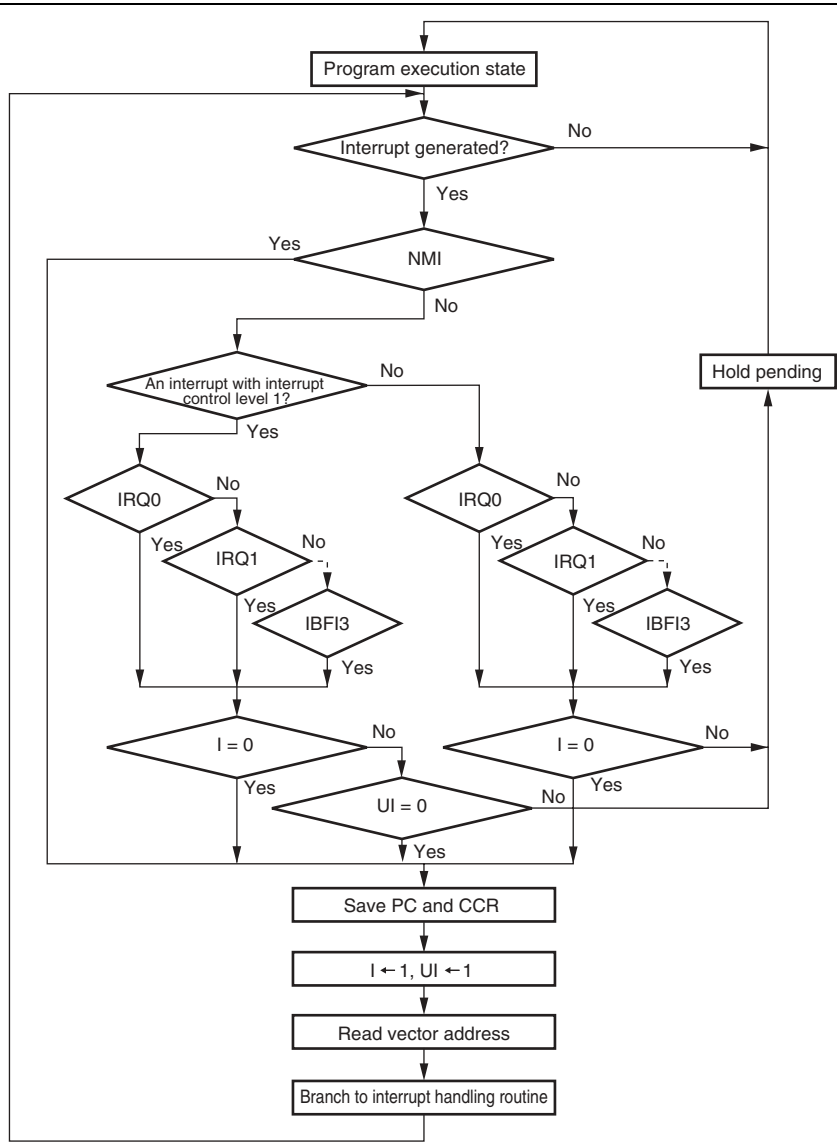 Program execution state
Interrupt generated?
No
Yes
Yes
NMI
No
An interrupt with interrupt
control level 1?
No
Hold pending
Yes
IRQ0
No
IRQ0
No
Yes
IRQ1
No
Yes
IRQ1
No
Yes
IBFI3
Yes
IBFI3
Yes
Yes
I = 0
No
I = 0
No
Yes
UI = 0
No
Yes
Yes
Save PC and CCR
I ← 1, UI ← 1
Read vector address
Branch to interrupt handling routine